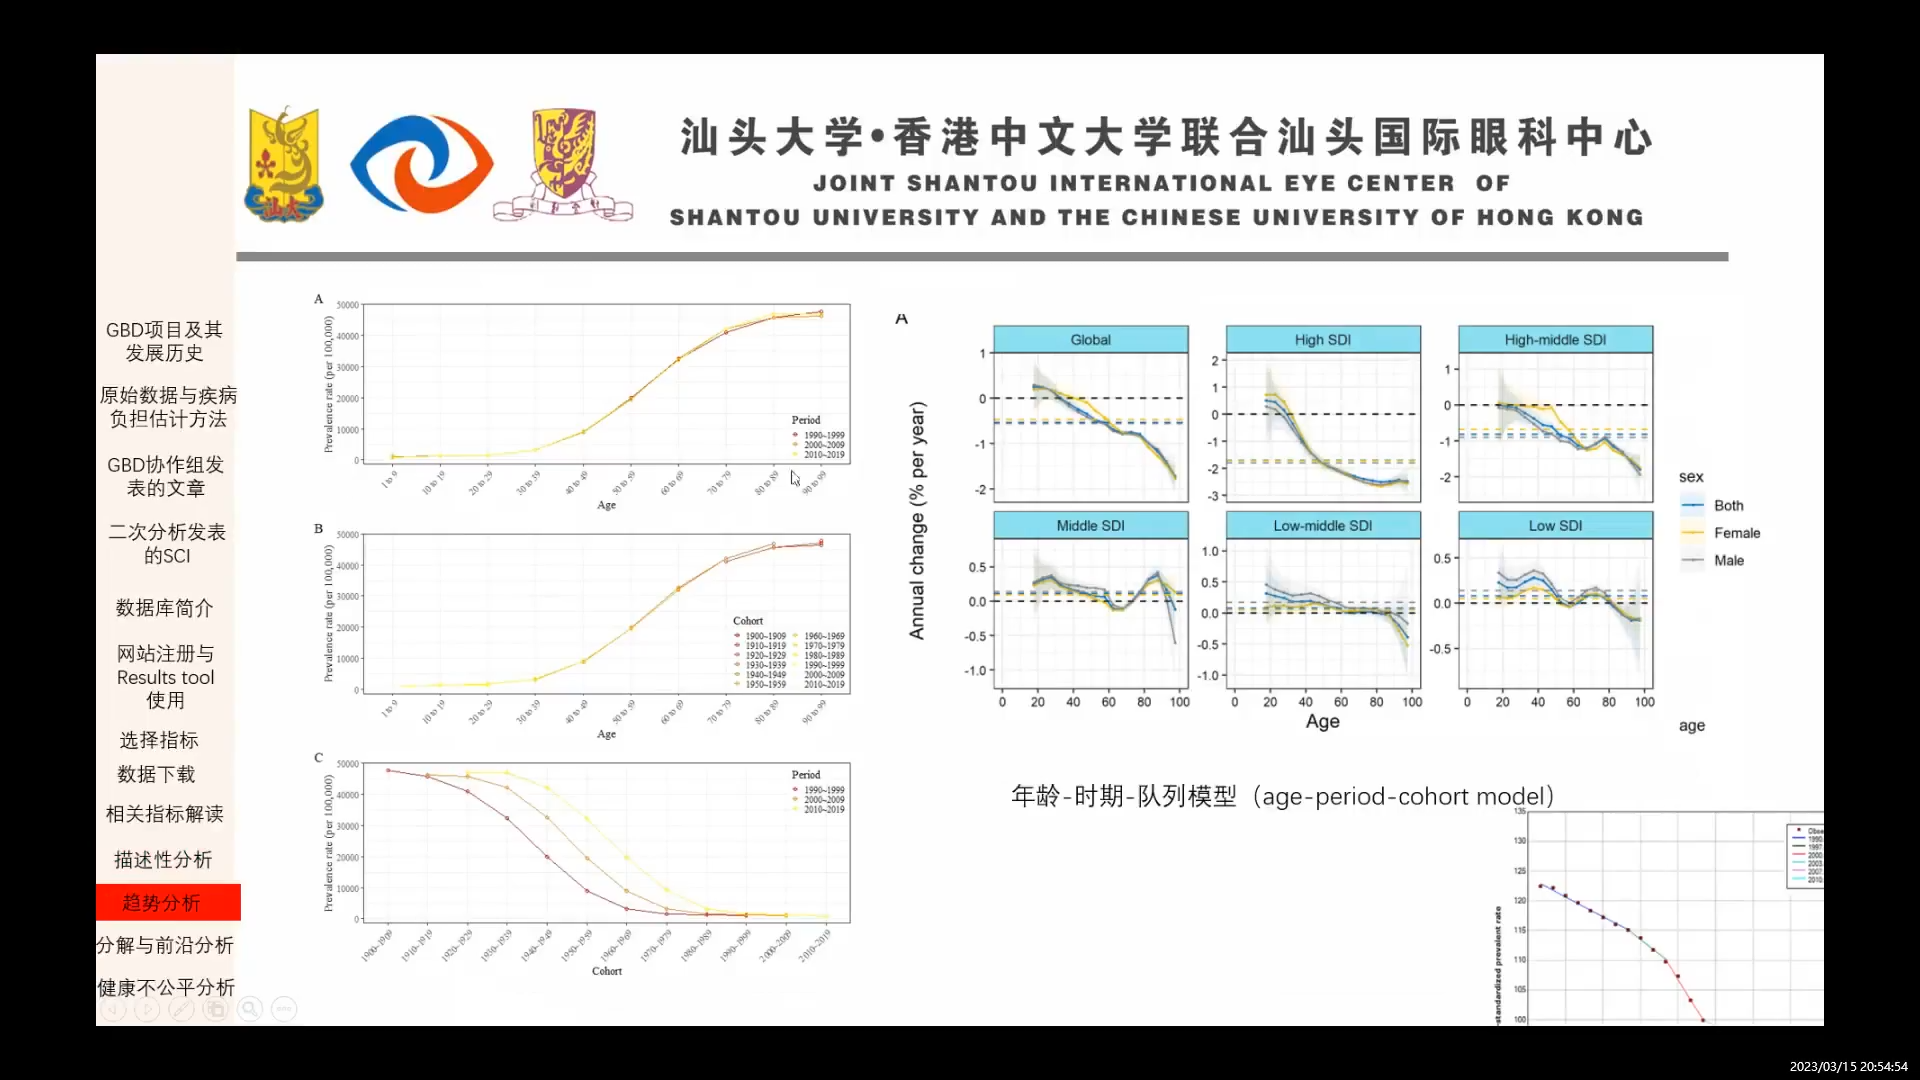 汕头大学•香港中文大学联合汕头国际眼科中心
JOINT SHANTOU INTERNATIONAL EYE CENTER OF
SHANTOU UNIVERSITY AND THE CHINESE UNIVERSITY OF HONG KONG
汕大
GBD项目及其
发展历史
原始数据与疾病
负担估计方法
GBD协作组发
表的文章
二次分析发表
的SCI
数据库简介
网站注册与
Results tool
使用
选择指标
数据下载
相关指标解读
描述性分析
趋势分析
分解与前沿分析
健康不公平分析
A
Prevalence rate (per 100,000)
50000
40000
30000
20000
10000
0
Period
1990~1999
2000~2009
2010~2019
1 to 9
10 to 19
20 to 29
30 to 39
40 to 49
50 to 59
60 to 69
70 to 79
80 to 89
90 to 99
Age
B
Prevalence rate (per 100,000)
50000
40000
30000
20000
10000
0
Cohort
1900~1909 1960~1969
1910~1919 1970~1979
1920~1929 1980~1989
1930~1939 1990~1999
1940~1949 2000~2009
1950~1959 2010~2019
1 to 9
10 to 19
20 to 29
30 to 39
40 to 49
50 to 59
60 to 69
70 to 79
80 to 89
90 to 99
Age
C
Prevalence rate (per 100,000)
50000
40000
30000
20000
10000
0
Period
1990~1999
2000~2009
2010~2019
1900~1909
1910~1919
1920~1929
1930~1939
1940~1949
1950~1959
1960~1969
1970~1979
1980~1989
1990~1999
2000~2009
2010~2019
Cohort
A
Annual change (% per year)
Global
1
0
-1
-2
High SDI
2
1
0
-1
-2
-3
High-middle SDI
1
0
-1
-2
Middle SDI
0.5
0.0
-0.5
-1.0
0 20 40 60 80 100
Low-middle SDI
1.0
0.5
0.0
-0.5
-1.0
0 20 40 60 80 100
Low SDI
0.5
0.0
-0.5
0 20 40 60 80 100
Age
sex
Both
Female
Male
age
年龄-时期-队列模型（age-period-cohort model）
standardized prevalent rate
135
130
125
120
115
110
105
100
2023/03/15 20:54:54